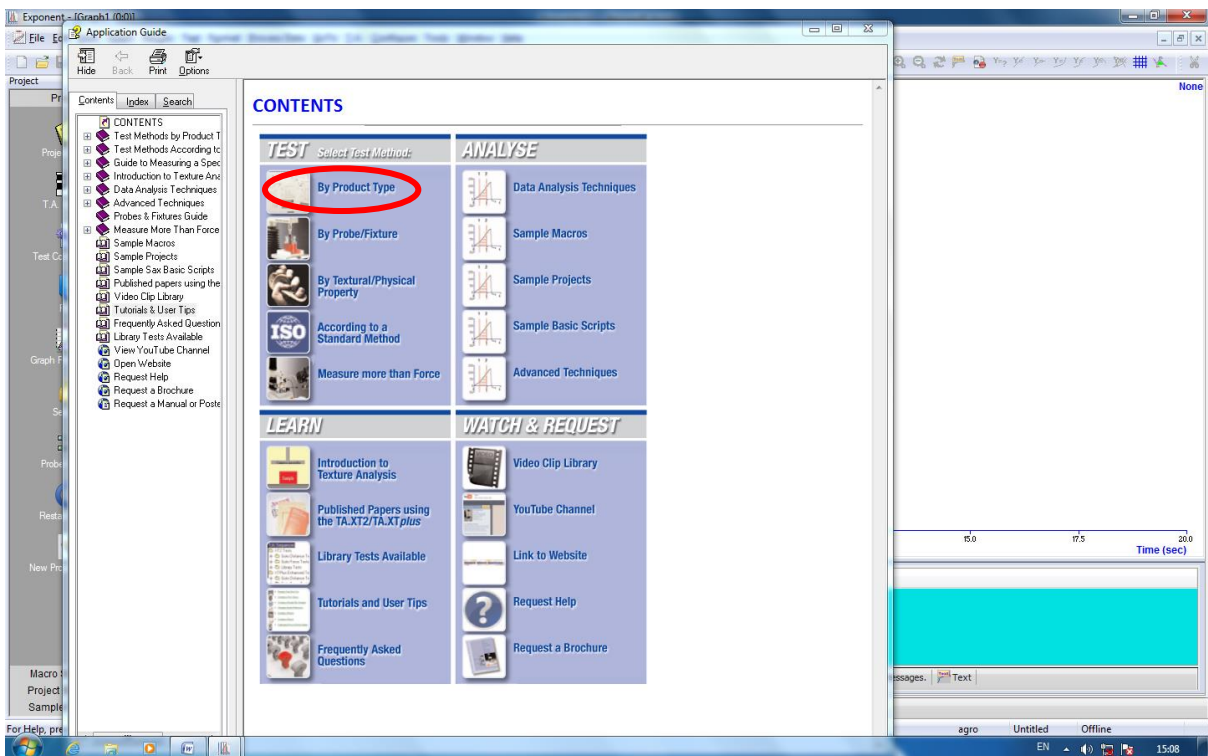 Exponent - [Graph1 (0:0)]
Application Guide
File
Hide Back Print Options
Project
Contents Index Search
CONTENTS
Test Methods by Product T
Test Methods According to
Guide to Measuring a Spec
Introduction to Texture Ana
Data Analysis Techniques
Advanced Techniques
Probes & Fixtures Guide
Measure More Than Force
Sample Macros
Sample Projects
Sample Sax Basic Scripts
Published papers using the
Video Clip Library
Tutorials & User Tips
Frequently Asked Question
Library Tests Available
View YouTube Channel
Open Website
Request Help
Request a Brochure
Request a Manual or Poste
CONTENTS
TEST Select Test Method:
By Product Type
By Probe/Fixture
By Textural/Physical
Property
According to a
Standard Method
Measure more than Force
ANALYSE
Data Analysis Techniques
Sample Macros
Sample Projects
Sample Basic Scripts
Advanced Techniques
LEARN
Introduction to
Texture Analysis
Published Papers using
the TA.XT2/TA.XTplus
Library Tests Available
Tutorials and User Tips
Frequently Asked
Questions
WATCH & REQUEST
Video Clip Library
YouTube Channel
Link to Website
Request Help
Request a Brochure
None
15.0 17.5 20.0
Time (sec)
Text
Macro
Project
Sample
For Help, pre
agro Untitled Offline
EN 15:08